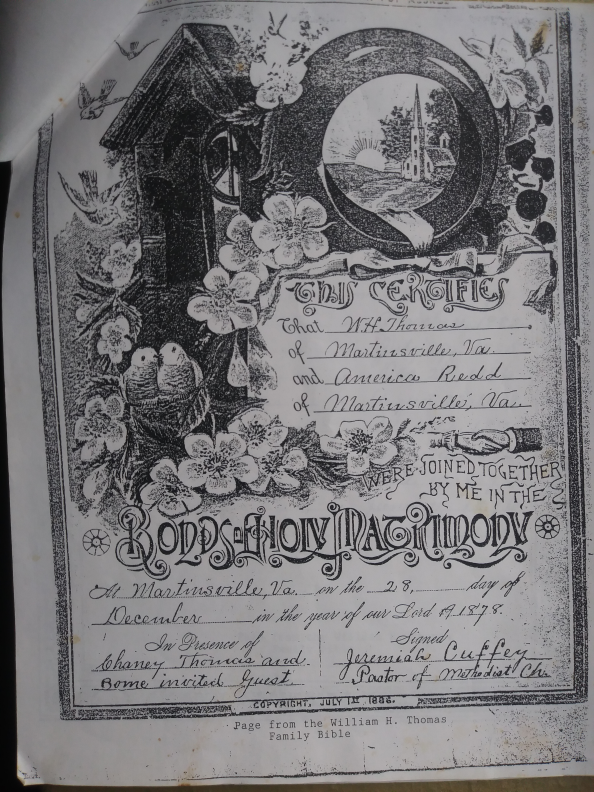 THIS CERTIFIES
That W.H. Thomas
of Martinsville, Va.
and America Redd
of Martinsville, Va.
WERE JOINED TOGETHER
BY ME IN THE
BONDS OF HOLY MATRIMONY
At Martinsville, Va. on the 28, day of
December in the year of our Lord 1878.
In Presence of
Chaney Thomas and
Some invited Guest
Signed
Jeremiah Cuffey
Pastor of Methodist Ch.
COPYRIGHT, JULY 1ST 1886.
Page from the William H. Thomas
Family Bible